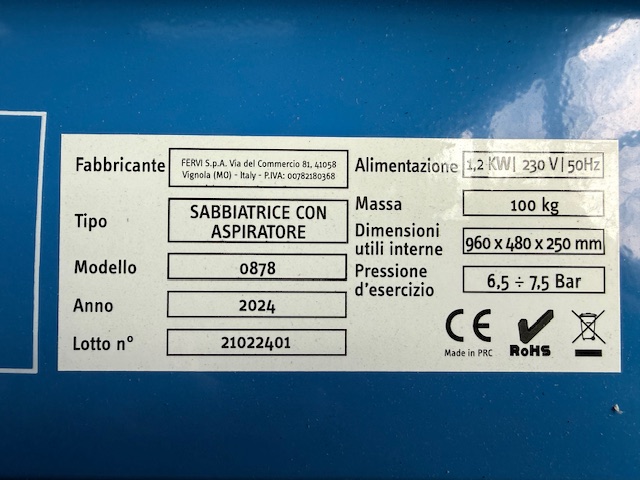 Fabbricante
FERVI S.p.A. Via del Commercio 81, 41058
Vignola (MO) - Italy - P.IVA: 00782180368
Tipo
SABBIATRICE CON
ASPIRATORE
Modello
0878
Anno
2024
Lotto n°
21022401
Alimentazione
1,2 KW| 230 V|50Hz
Massa
100 kg
Dimensioni
utili interne
960 x 480 x 250 mm
Pressione
d'esercizio
6,5 ÷ 7,5 Bar
CE
Made in PRC
RoHS